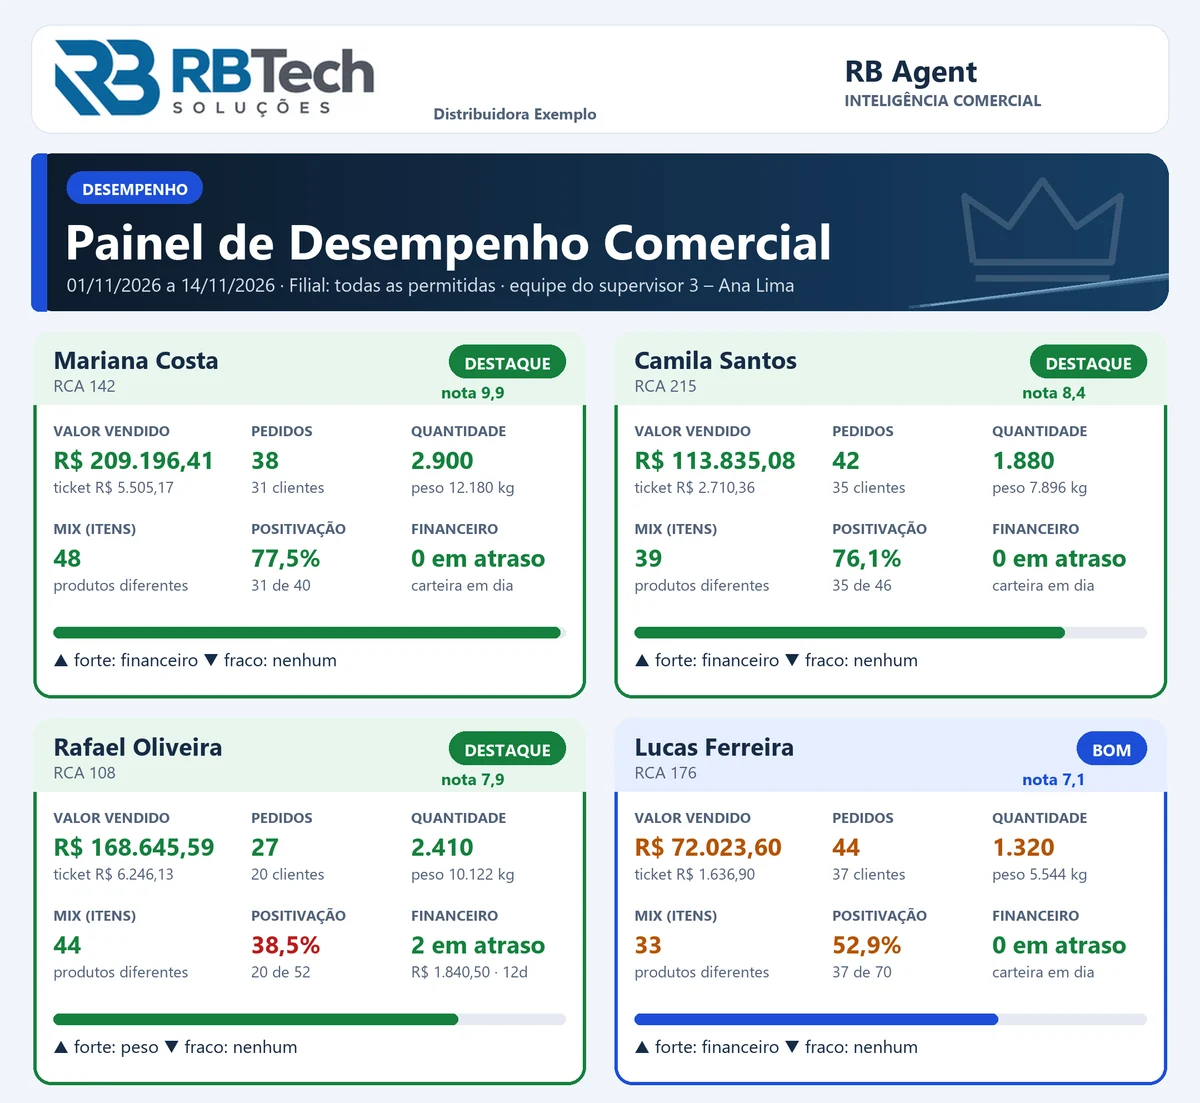 RBTech
SOLUÇÕES
Distribuidora Exemplo
RB Agent
INTELIGÊNCIA COMERCIAL
DESEMPENHO
Painel de Desempenho Comercial
01/11/2026 a 14/11/2026 · Filial: todas as permitidas · equipe do supervisor 3 – Ana Lima
Mariana Costa
DESTAQUE
RCA 142
nota 9,9
VALOR VENDIDO PEDIDOS QUANTIDADE
R$ 209.196,41 38 2.900
ticket R$ 5.505,17 31 clientes peso 12.180 kg
MIX (ITENS) POSITIVAÇÃO FINANCEIRO
48 77,5% 0 em atraso
produtos diferentes 31 de 40 carteira em dia
▲ forte: financeiro ▼ fraco: nenhum
Camila Santos
DESTAQUE
RCA 215
nota 8,4
VALOR VENDIDO PEDIDOS QUANTIDADE
R$ 113.835,08 42 1.880
ticket R$ 2.710,36 35 clientes peso 7.896 kg
MIX (ITENS) POSITIVAÇÃO FINANCEIRO
39 76,1% 0 em atraso
produtos diferentes 35 de 46 carteira em dia
▲ forte: financeiro ▼ fraco: nenhum
Rafael Oliveira
DESTAQUE
RCA 108
nota 7,9
VALOR VENDIDO PEDIDOS QUANTIDADE
R$ 168.645,59 27 2.410
ticket R$ 6.246,13 20 clientes peso 10.122 kg
MIX (ITENS) POSITIVAÇÃO FINANCEIRO
44 38,5% 2 em atraso
produtos diferentes 20 de 52 R$ 1.840,50 · 12d
▲ forte: peso ▼ fraco: nenhum
Lucas Ferreira
BOM
RCA 176
nota 7,1
VALOR VENDIDO PEDIDOS QUANTIDADE
R$ 72.023,60 44 1.320
ticket R$ 1.636,90 37 clientes peso 5.544 kg
MIX (ITENS) POSITIVAÇÃO FINANCEIRO
33 52,9% 0 em atraso
produtos diferentes 37 de 70 carteira em dia
▲ forte: financeiro ▼ fraco: nenhum